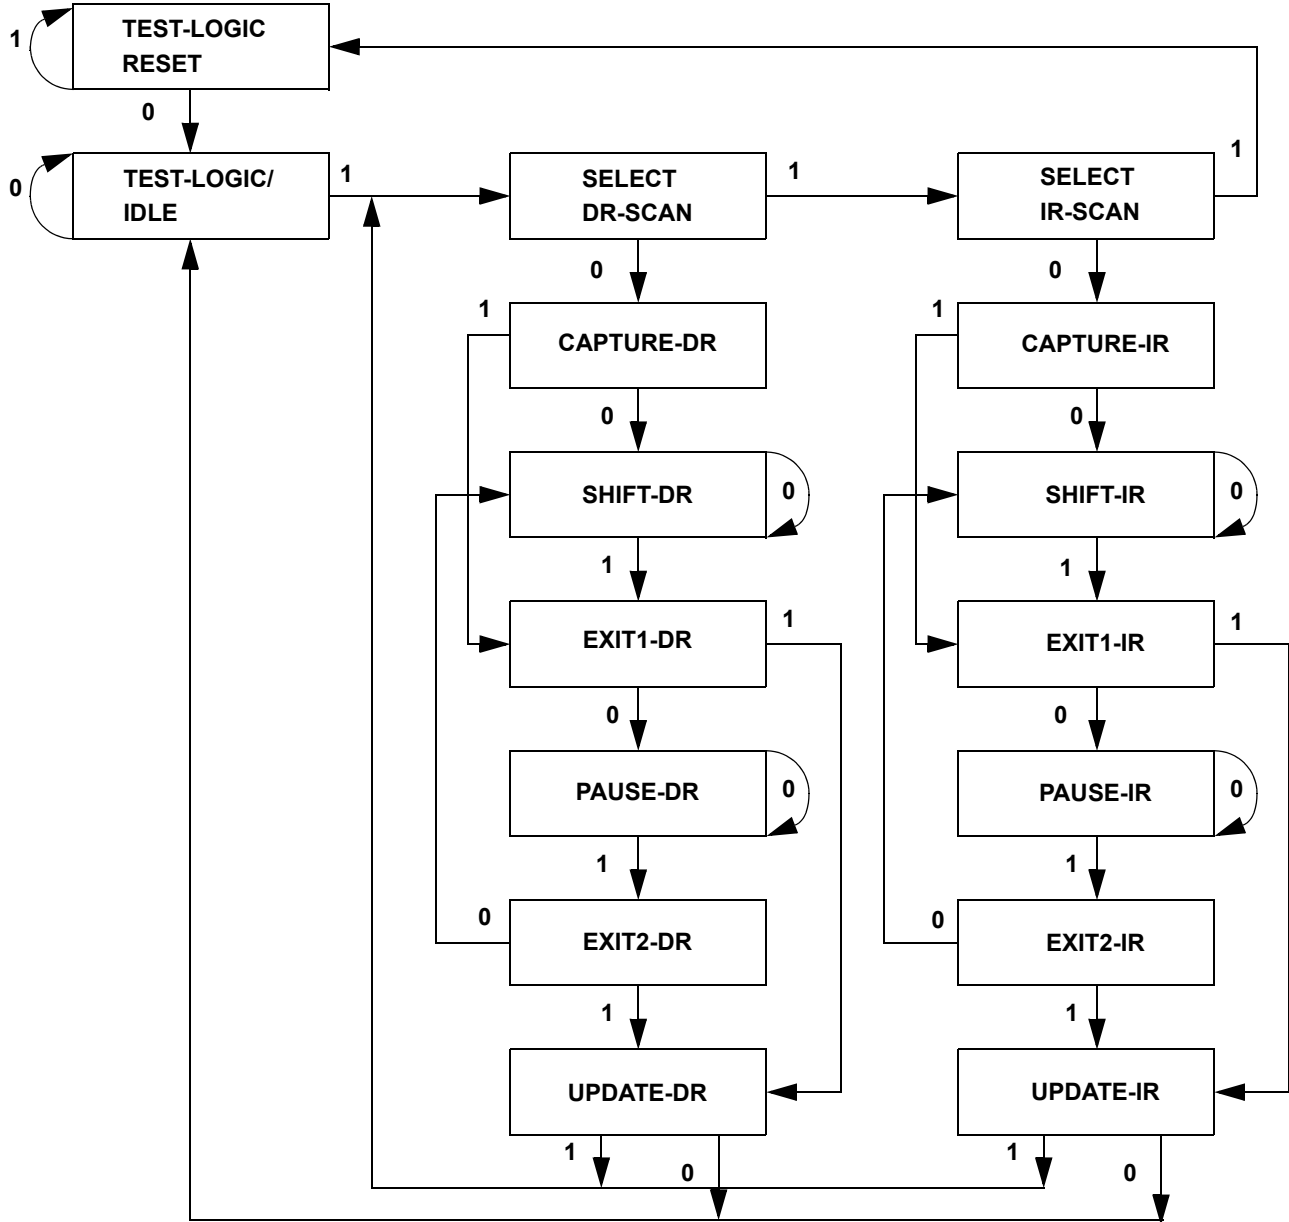 1
TEST-LOGIC
RESET
0
0
TEST-LOGIC/
IDLE
1
SELECT
DR-SCAN
1
SELECT
IR-SCAN
1
0
0
1
CAPTURE-DR
1
CAPTURE-IR
0
0
SHIFT-DR
0
SHIFT-IR
0
1
1
EXIT1-DR
1
EXIT1-IR
1
0
0
PAUSE-DR
0
PAUSE-IR
0
1
1
0
EXIT2-DR
0
EXIT2-IR
1
1
UPDATE-DR
UPDATE-IR
1
0
1
0